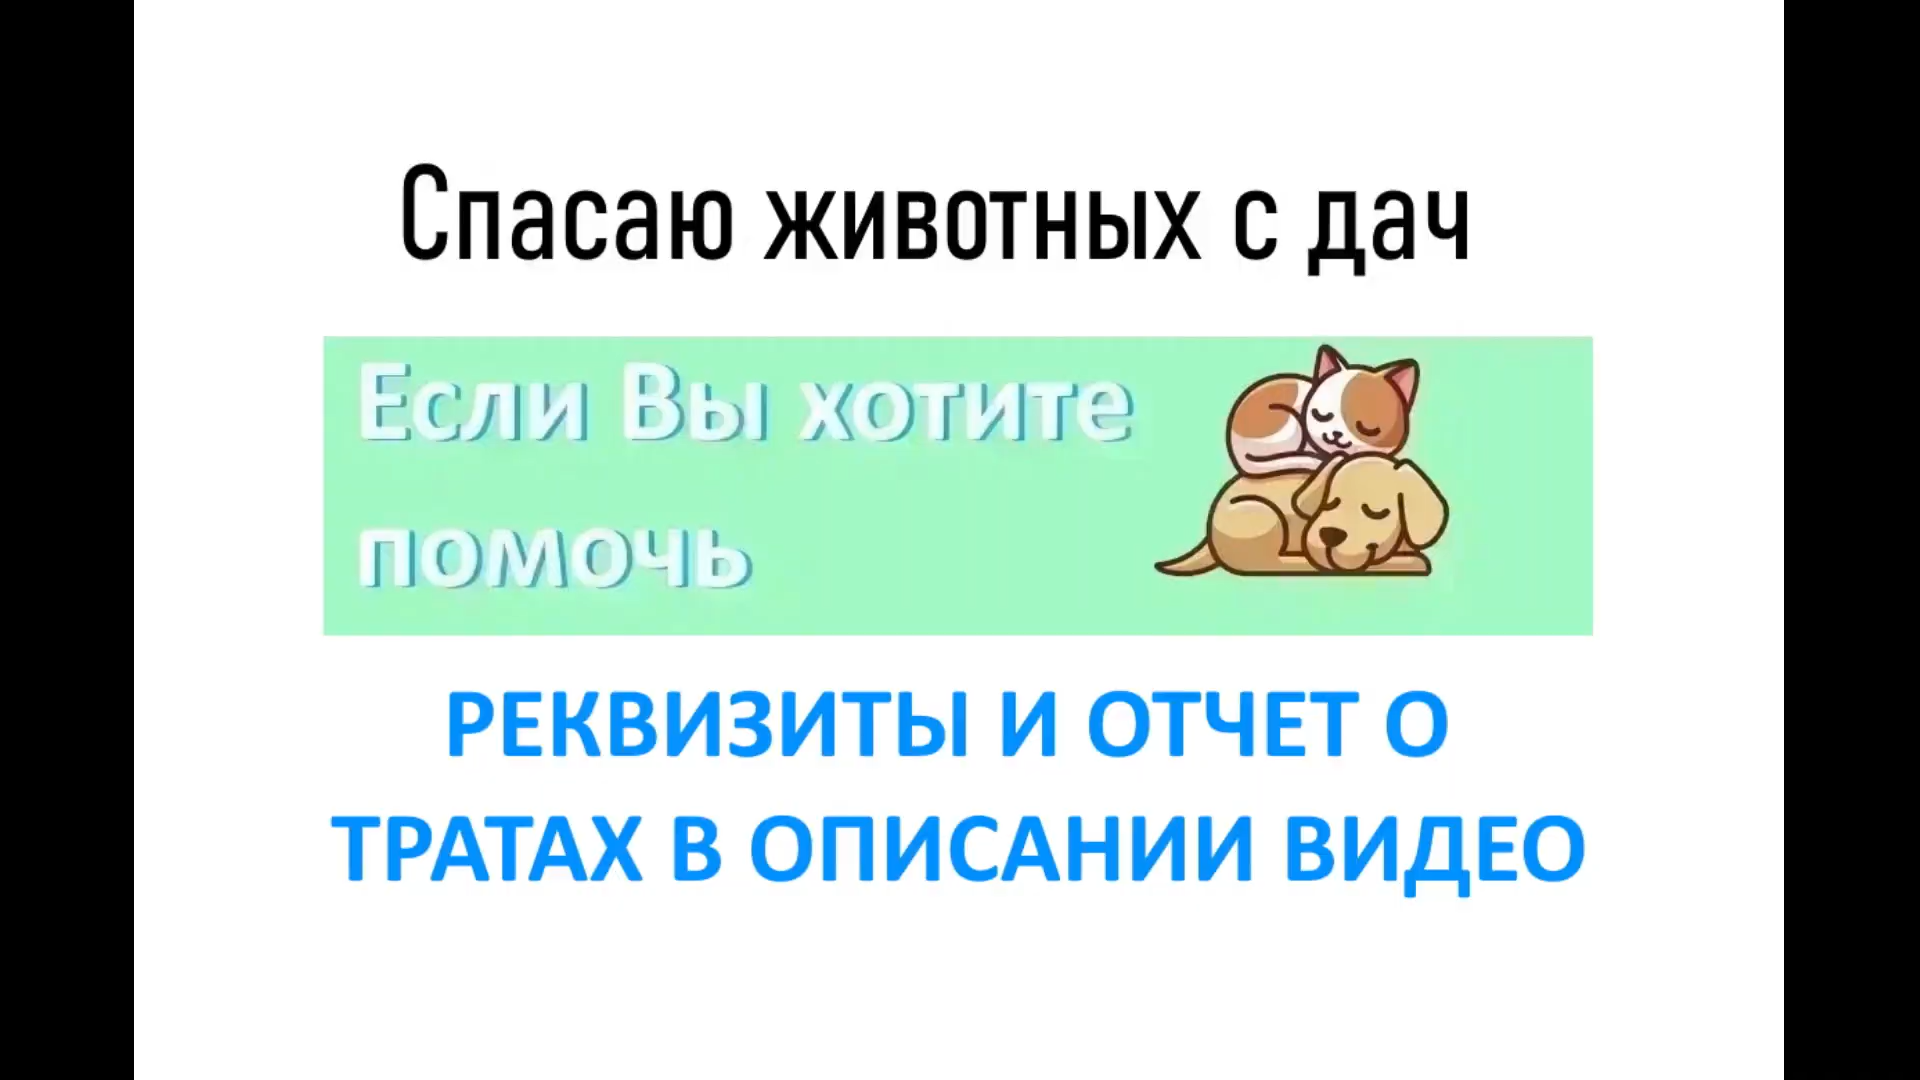 Спасаю животных с дач
Если Вы хотите
помочь
РЕКВИЗИТЫ И ОТЧЕТ О
ТРАТАХ В ОПИСАНИИ ВИДЕО